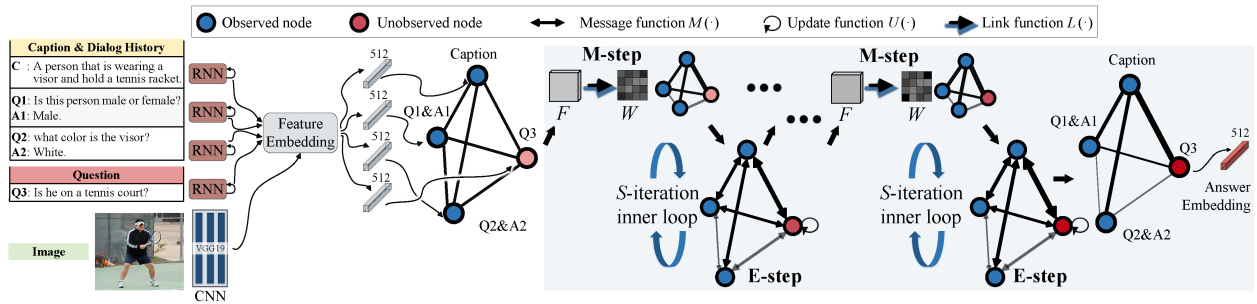 Observed node
Unobserved node
Message function M(·)
Update function U(·)
Link function L(·)
Caption & Dialog History
C : A person that is wearing a
visor and hold a tennis racket.
Q1: Is this person male or female?
A1: Male.
Q2: what color is the visor?
A2: White.
Question
Q3: Is he on a tennis court?
Image
RNN
RNN
RNN
RNN
VGG19
CNN
Feature
Embedding
512
512
512
512
Caption
Q1&A1
Q3
Q2&A2
M-step
F
W
S-iteration
inner loop
E-step
M-step
F
W
S-iteration
inner loop
E-step
Caption
Q1&A1
Q3
Q2&A2
512
Answer
Embedding